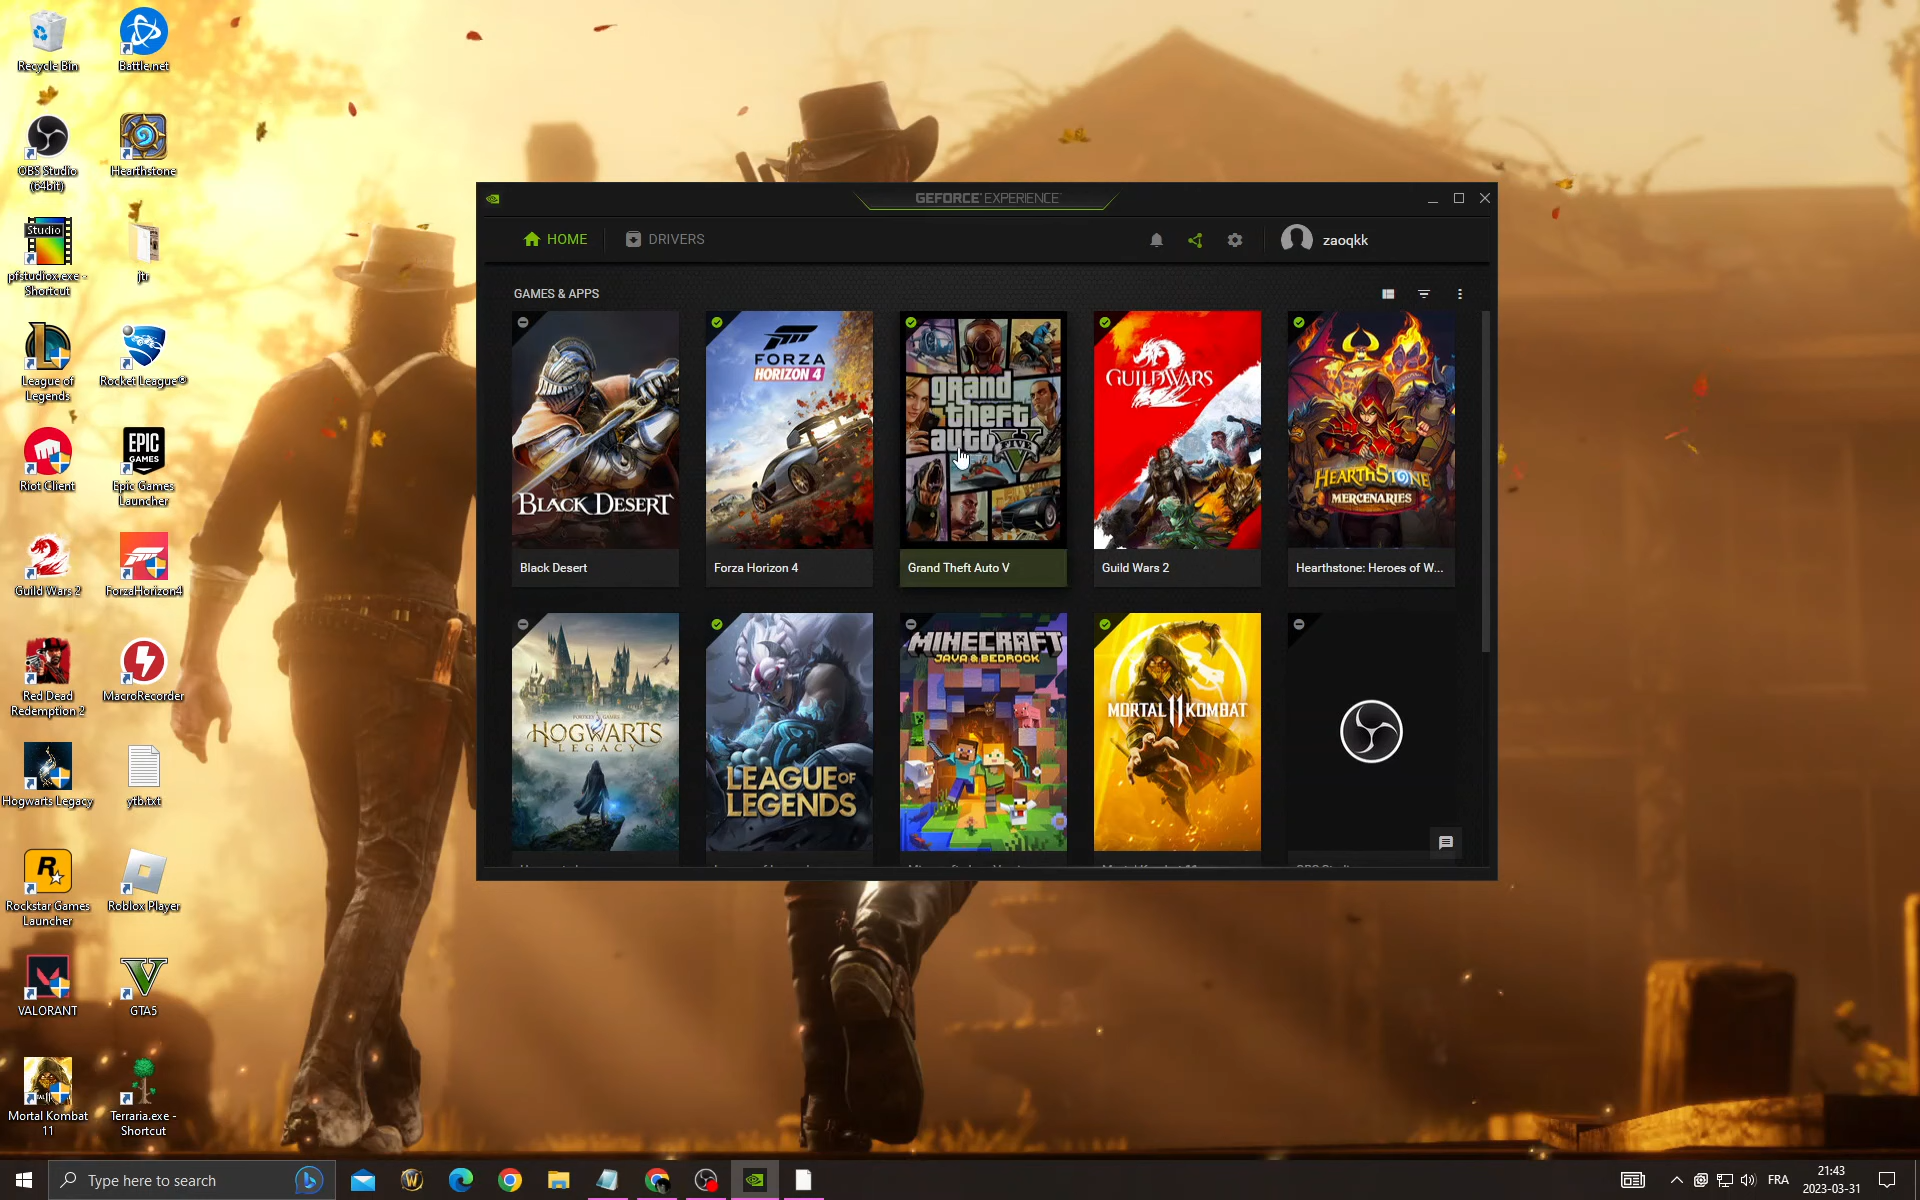 Recycle Bin
Battle.net
OBS Studio
(64bit)
Hearthstone
Studio
pfstudiox.exe -
Shortcut
jtr
League of
Legends
Rocket League®
Riot Client
EPIC
GAMES
Epic Games
Launcher
Guild Wars 2
ForzaHorizon4
Red Dead
Redemption 2
MacroRecorder
Hogwarts Legacy
ytb.txt
Rockstar Games
Launcher
Roblox Player
VALORANT
GTA5
Mortal Kombat
11
Terraria.exe -
Shortcut
GEFORCE EXPERIENCE
HOME
DRIVERS
zaoqkk
GAMES & APPS
BLACK DESERT
FORZA
HORIZON 4
grand
theft
auto
FIVE
GUILD WARS
2
HEARTHSTONE
MERCENARIES
Black Desert
Forza Horizon 4
Grand Theft Auto V
Guild Wars 2
Hearthstone: Heroes of W...
HOGWARTS
LEGACY
LEAGUE OF
LEGENDS
MINECRAFT
JAVA & BEDROCK
MORTAL 11 KOMBAT
Type here to search
FRA
21:43
2023-03-31